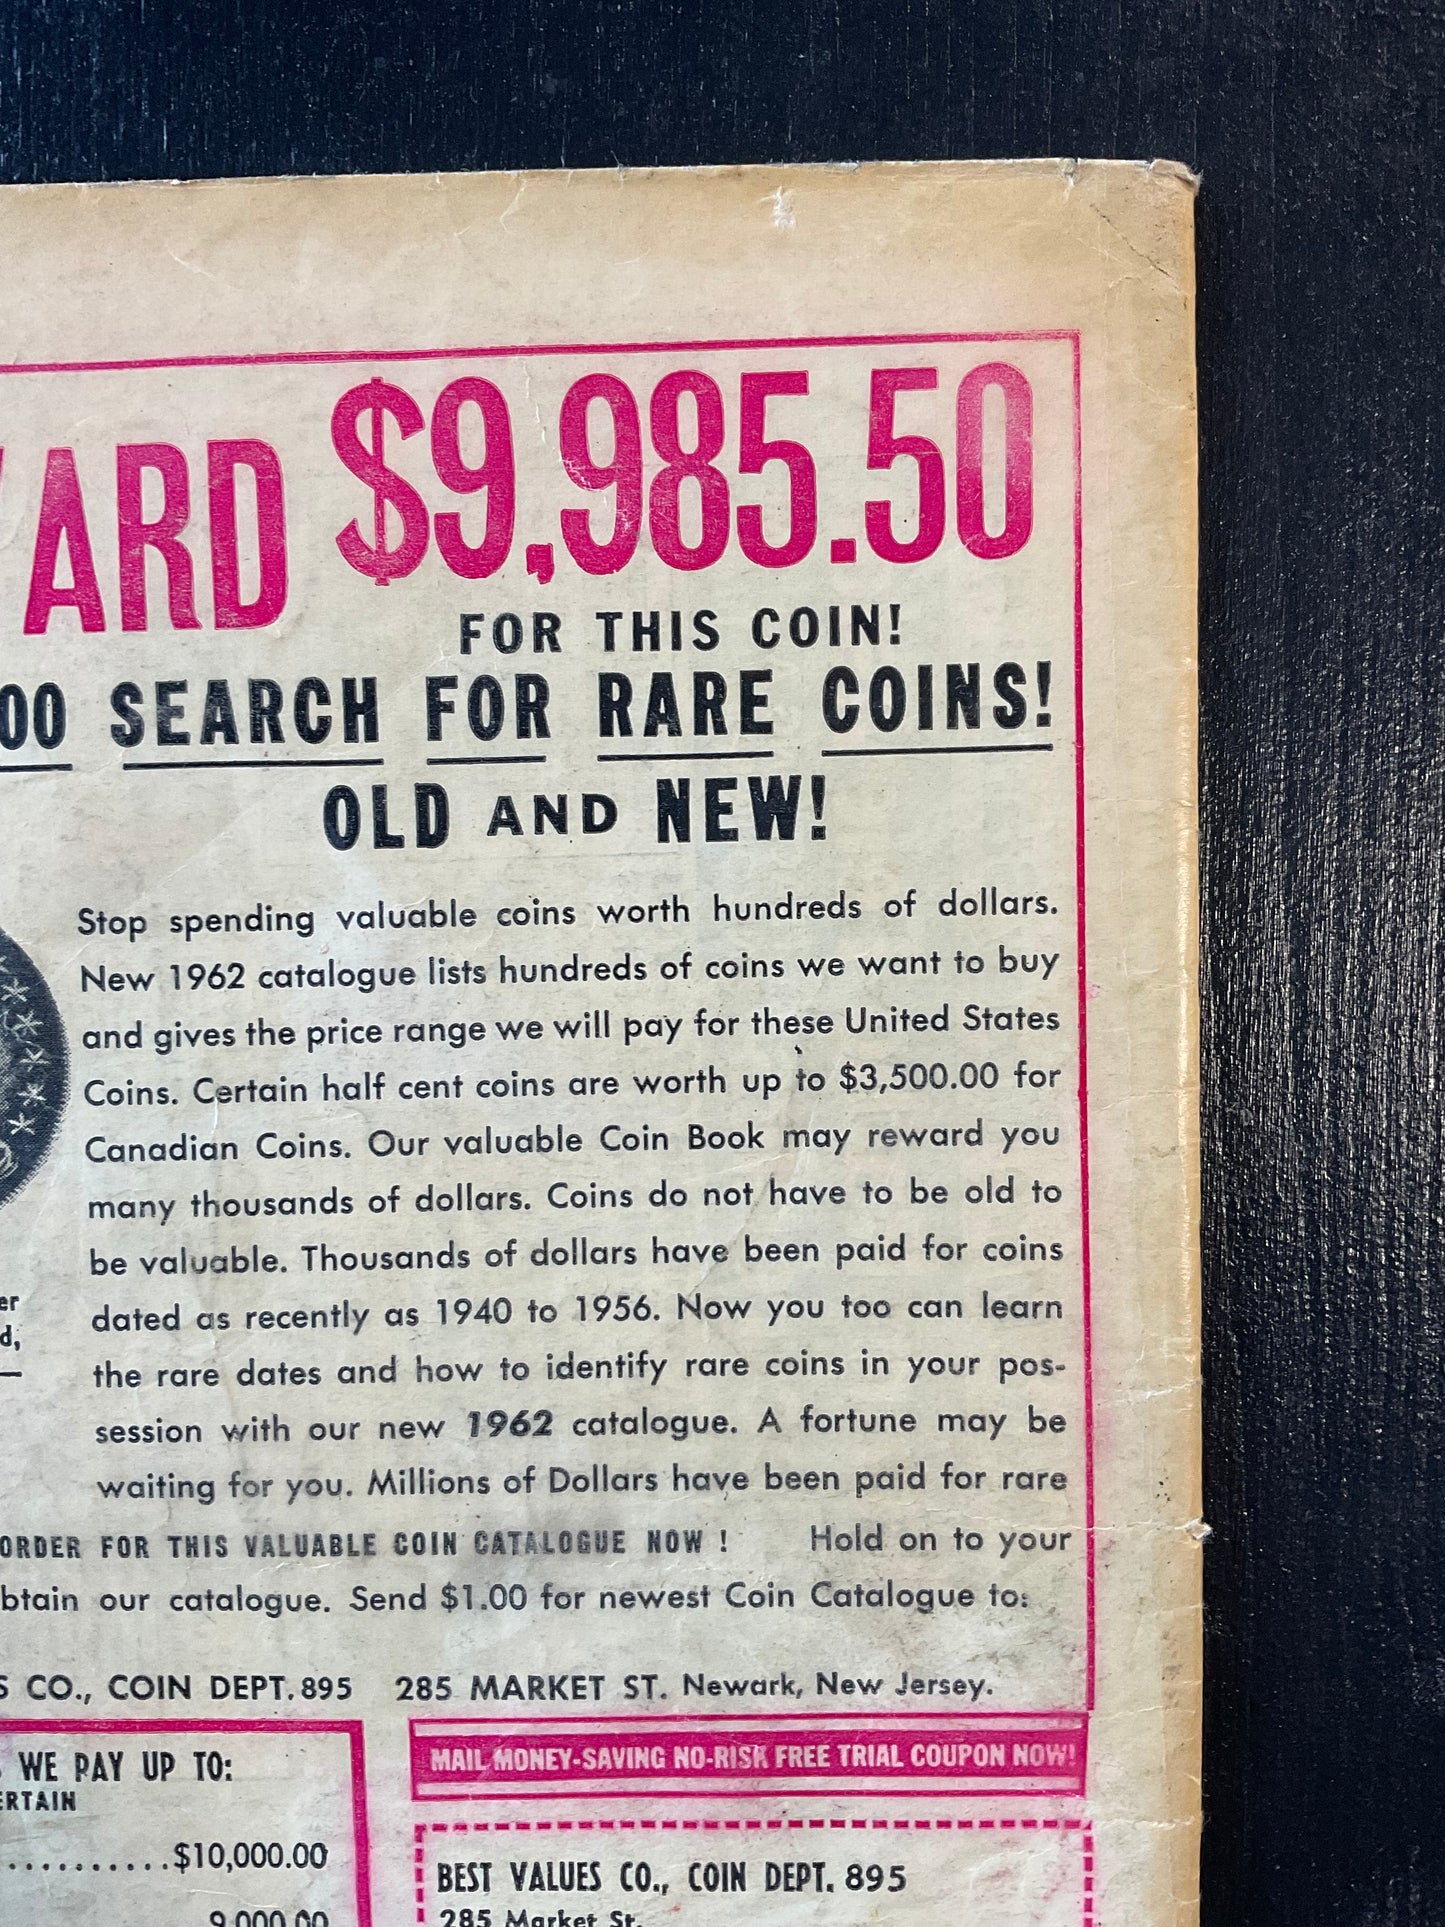 ARD $9,985.50
FOR THIS COIN!
00 SEARCH FOR RARE COINS!
OLD AND NEW!
Stop spending valuable coins worth hundreds of dollars.
New 1962 catalogue lists hundreds of coins we want to buy
and gives the price range we will pay for these United States
Coins. Certain half cent coins are worth up to $3,500.00 for
Canadian Coins. Our valuable Coin Book may reward you
many thousands of dollars. Coins do not have to be old to
be valuable. Thousands of dollars have been paid for coins
er
dated as recently as 1940 to 1956. Now you too can learn
d,
the rare dates and how to identify rare coins in your pos-
session with our new 1962 catalogue. A fortune may be
waiting for you. Millions of Dollars have been paid for rare
ORDER FOR THIS VALUABLE COIN CATALOGUE NOW ! Hold on to your
btain our catalogue. Send $1.00 for newest Coin Catalogue to:
S CO., COIN DEPT. 895 285 MARKET ST. Newark, New Jersey.
WE PAY UP TO:
ERTAIN
...........$10,000.00
9,000.00
MAIL MONEY-SAVING NO-RISK FREE TRIAL COUPON NOW!
BEST VALUES CO., COIN DEPT. 895
285 Market St.